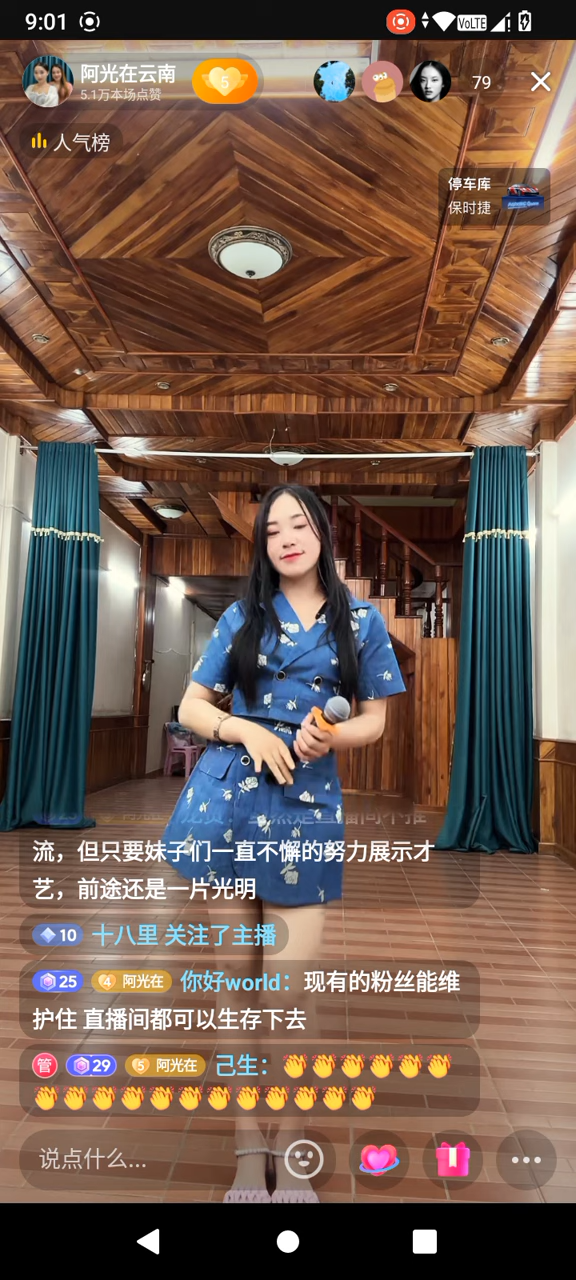 9:01
VoLTE
阿光在云南
5.1万本场点赞
5
79
人气榜
停车库
保时捷
流，但只要妹子们一直不懈的努力展示才
艺，前途还是一片光明
10 十八里 关注了主播
25 4 阿光在 你好world：现有的粉丝能维
护住 直播间都可以生存下去
管 29 5 阿光在 己生：👏👏👏👏👏👏
👏👏👏👏👏👏👏👏👏👏👏👏
说点什么...